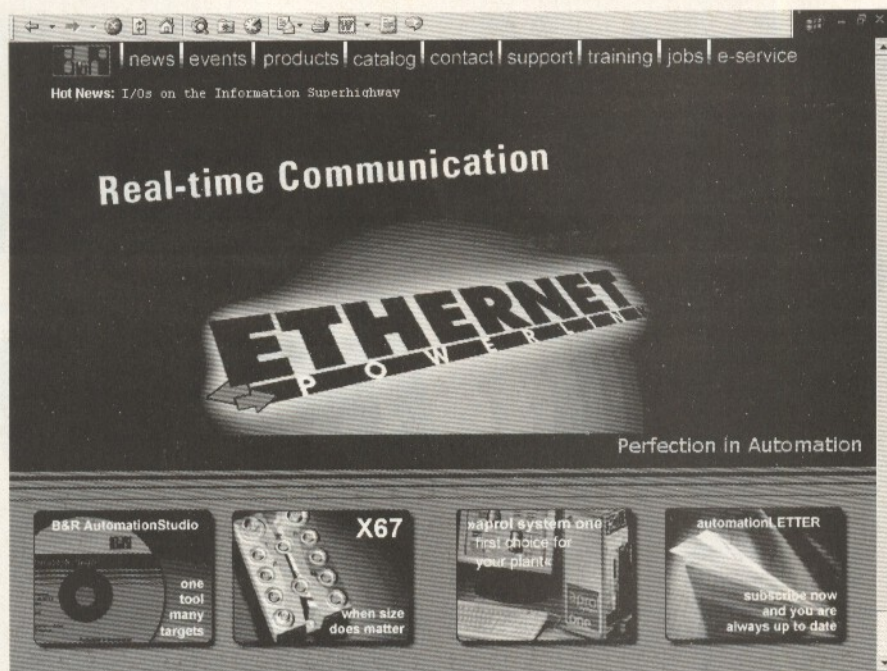 news events products catalog contact support training jobs e-service
Hot News: I/Os on the Information Superhighway
Real-time Communication
ETHERNET
POWERLINK
Perfection in Automation
B&R AutomationStudio
one
tool
many
targets
X67
when size
does matter
»aprol system one
first choice for
your plant«
aprol
one
automationLETTER
subscribe now
and you are
always up to date